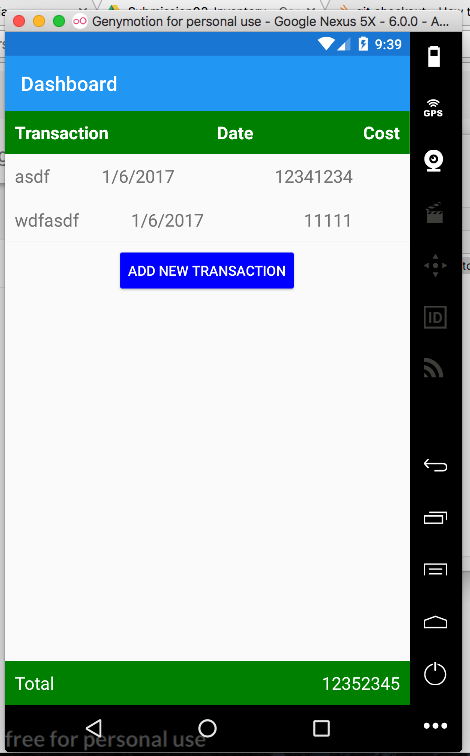 Genymotion for personal use - Google Nexus 5X - 6.0.0 - A...
9:39
Dashboard
GPS
Transaction Date Cost
asdf 1/6/2017 12341234
wdfasdf 1/6/2017 11111
ADD NEW TRANSACTION
ID
Total 12352345
free for personal use